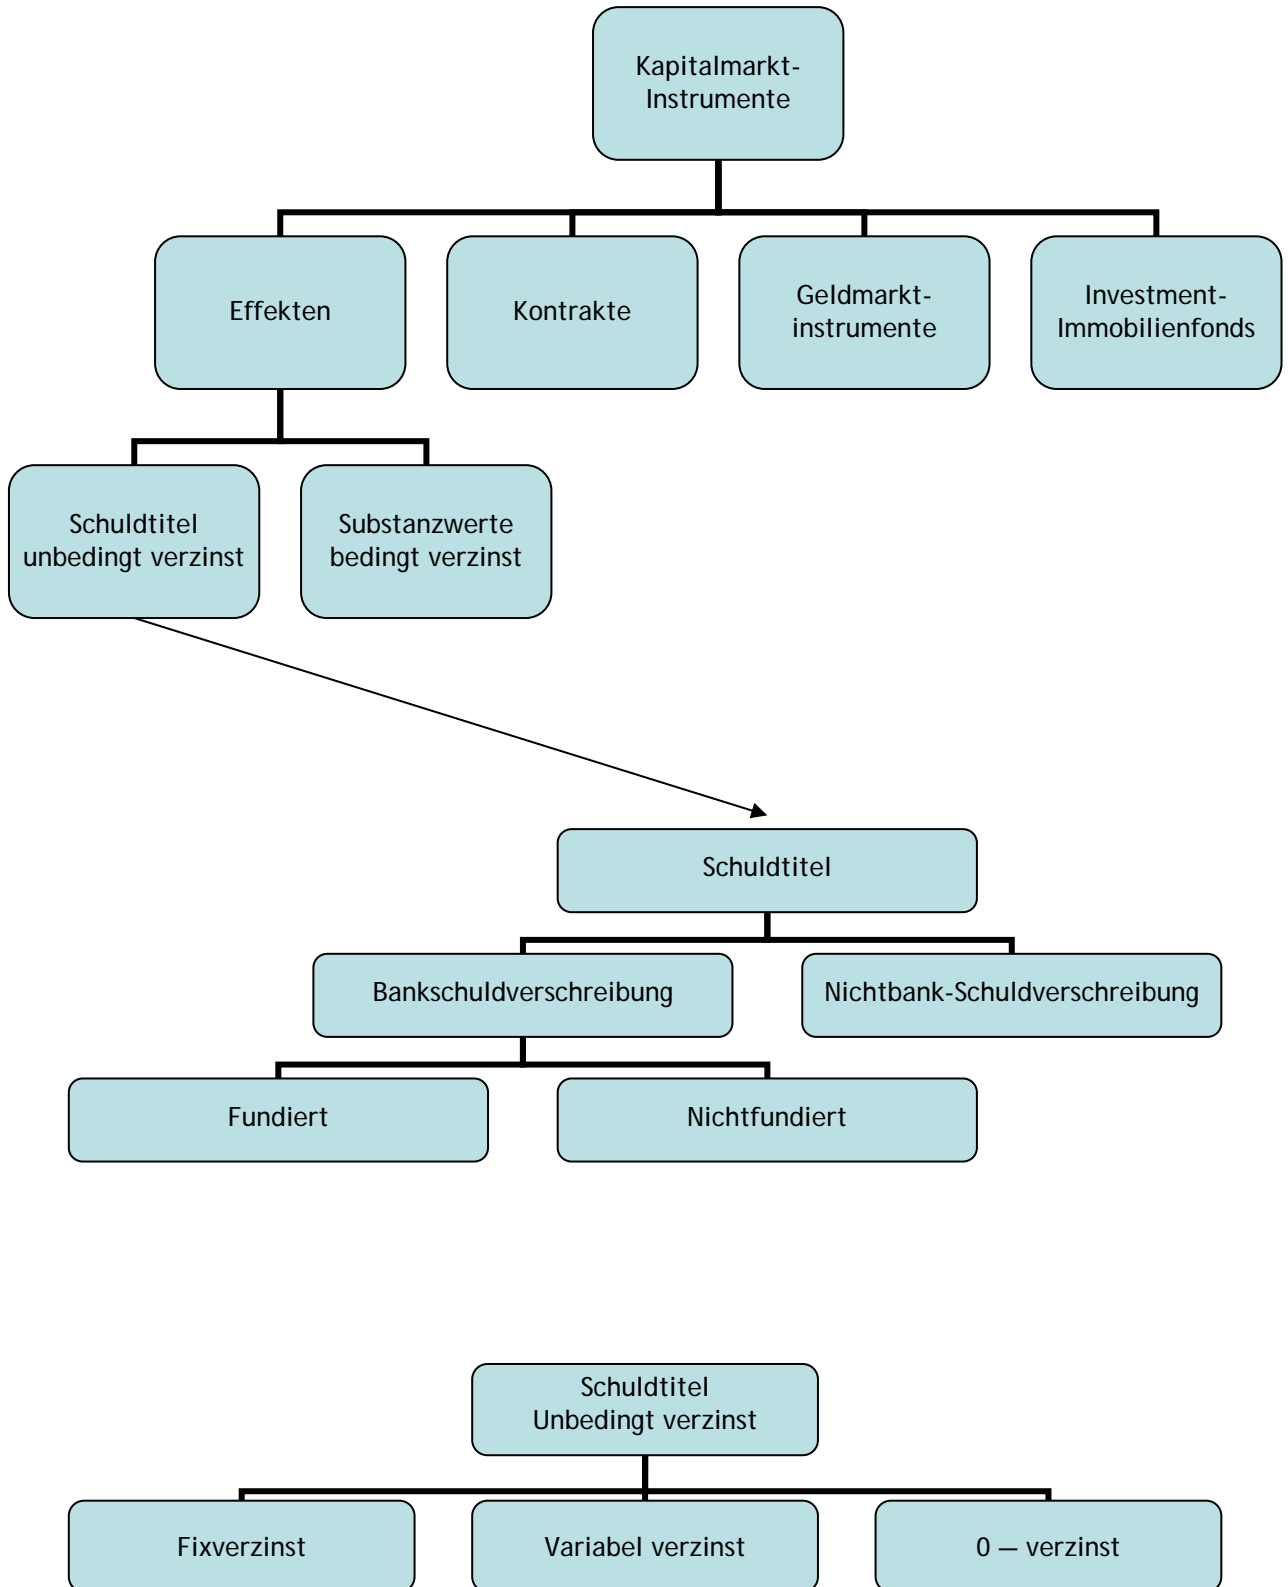 Kapitalmarkt-
Instrumente
Effekten
Kontrakte
Geldmarkt-
instrumente
Investment-
Immobilienfonds
Schuldtitel
unbedingt verzinst
Substanzwerte
bedingt verzinst
Schuldtitel
Bankschuldverschreibung
Nichtbank-Schuldverschreibung
Fundiert
Nichtfundiert
Schuldtitel
Unbedingt verzinst
Fixverzinst
Variabel verzinst
0 – verzinst